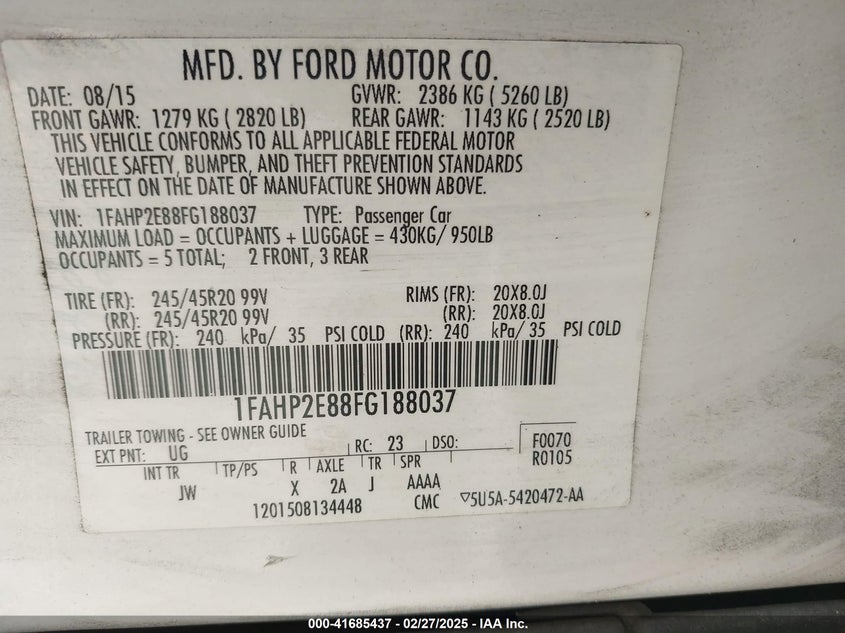 MFD. BY FORD MOTOR CO.
DATE: 08/15 GVWR: 2386 KG ( 5260 LB)
FRONT GAWR: 1279 KG ( 2820 LB) REAR GAWR: 1143 KG ( 2520 LB)
THIS VEHICLE CONFORMS TO ALL APPLICABLE FEDERAL MOTOR
VEHICLE SAFETY, BUMPER, AND THEFT PREVENTION STANDARDS
IN EFFECT ON THE DATE OF MANUFACTURE SHOWN ABOVE.
VIN: 1FAHP2E88FG188037 TYPE: Passenger Car
MAXIMUM LOAD = OCCUPANTS + LUGGAGE = 430KG/ 950LB
OCCUPANTS = 5 TOTAL; 2 FRONT, 3 REAR
TIRE (FR): 245/45R20 99V RIMS (FR): 20X8.0J
(RR): 245/45R20 99V (RR): 20X8.0J
PRESSURE (FR): 240 kPa/ 35 PSI COLD (RR): 240 kPa/ 35 PSI COLD
1FAHP2E88FG188037
TRAILER TOWING - SEE OWNER GUIDE
EXT PNT: UG RC: 23 DSO: F0070
R0105
INT TR TP/PS R AXLE TR SPR
JW X 2A J AAAA
1201508134448 CMC ▽5U5A-5420472-AA
000-41685437 - 02/27/2025 - IAA Inc.